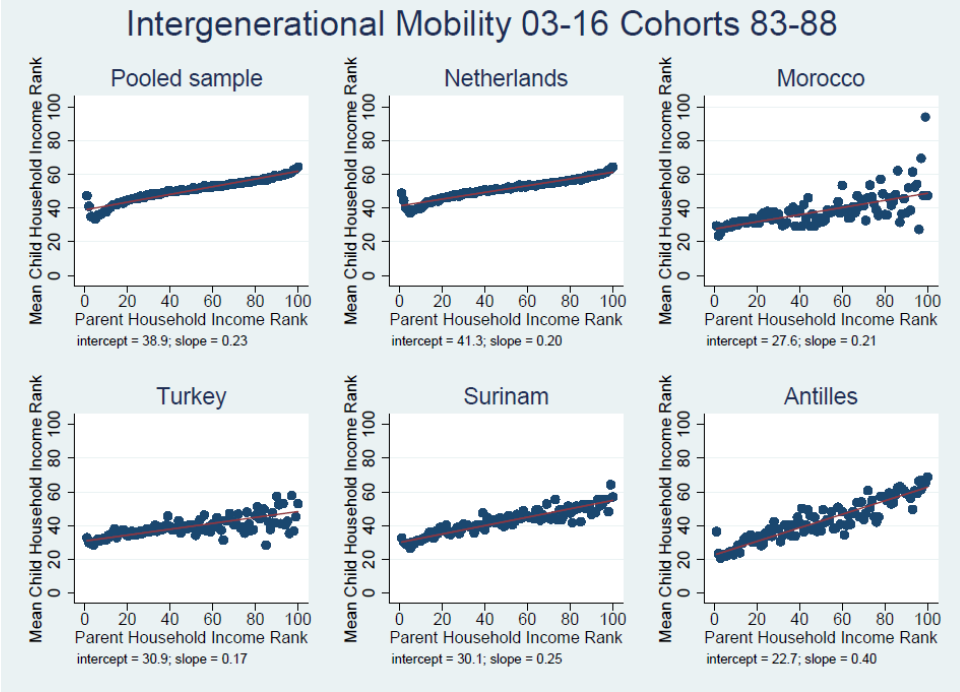 Intergenerational Mobility 03-16 Cohorts 83-88
Pooled sample
Mean Child Household Income Rank
0 20 40 60 80 100
0 20 40 60 80 100
Parent Household Income Rank
intercept = 38.9; slope = 0.23
Netherlands
Mean Child Household Income Rank
0 20 40 60 80 100
0 20 40 60 80 100
Parent Household Income Rank
intercept = 41.3; slope = 0.20
Morocco
Mean Child Household Income Rank
0 20 40 60 80 100
0 20 40 60 80 100
Parent Household Income Rank
intercept = 27.6; slope = 0.21
Turkey
Mean Child Household Income Rank
0 20 40 60 80 100
0 20 40 60 80 100
Parent Household Income Rank
intercept = 30.9; slope = 0.17
Surinam
Mean Child Household Income Rank
0 20 40 60 80 100
0 20 40 60 80 100
Parent Household Income Rank
intercept = 30.1; slope = 0.25
Antilles
Mean Child Household Income Rank
0 20 40 60 80 100
0 20 40 60 80 100
Parent Household Income Rank
intercept = 22.7; slope = 0.40